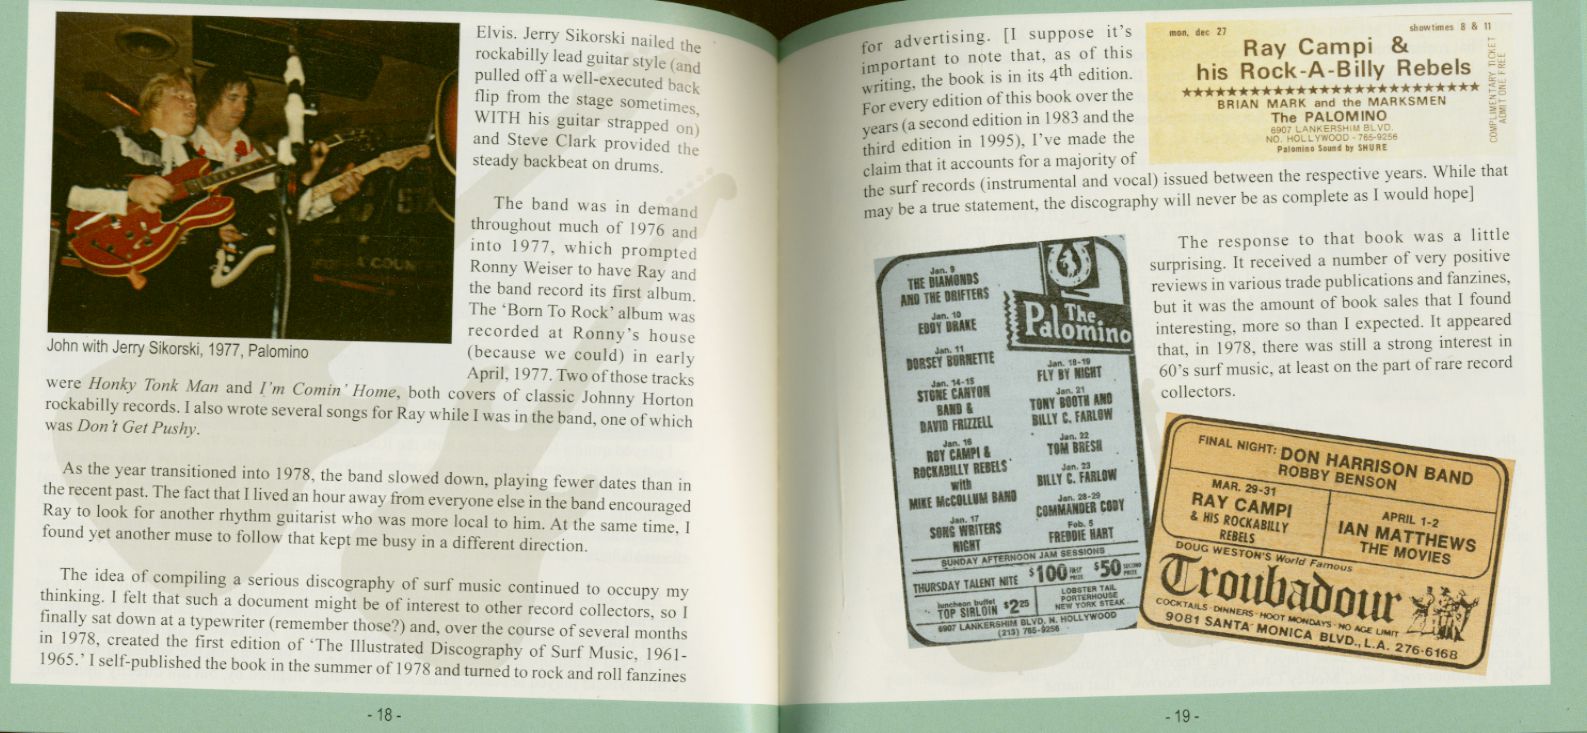 Elvis. Jerry Sikorski nailed the
rockabilly lead guitar style (and
pulled off a well-executed back
flip from the stage sometimes,
WITH his guitar strapped on)
and Steve Clark provided the
steady backbeat on drums.
The band was in demand
throughout much of 1976 and
into 1977, which prompted
Ronny Weiser to have Ray and
the band record its first album.
The 'Born To Rock' album was
recorded at Ronny's house
(because we could) in early
April, 1977. Two of those tracks
John with Jerry Sikorski, 1977, Palomino
were Honky Tonk Man and I'm Comin' Home, both covers of classic Johnny Horton
rockabilly records. I also wrote several songs for Ray while I was in the band, one of which
was Don't Get Pushy.
As the year transitioned into 1978, the band slowed down, playing fewer dates than in
the recent past. The fact that I lived an hour away from everyone else in the band encouraged
Ray to look for another rhythm guitarist who was more local to him. At the same time, I
found yet another muse to follow that kept me busy in a different direction.
The idea of compiling a serious discography of surf music continued to occupy my
thinking. I felt that such a document might be of interest to other record collectors, so I
finally sat down at a typewriter (remember those?) and, over the course of several months
in 1978, created the first edition of 'The Illustrated Discography of Surf Music, 1961-
1965.' I self-published the book in the summer of 1978 and turned to rock and roll fanzines
- 18 -
for advertising. [I suppose it's
important to note that, as of this
writing, the book is in its 4th edition.
For every edition of this book over the
years (a second edition in 1983 and the
third edition in 1995), I've made the
claim that it accounts for a majority of
the surf records (instrumental and vocal) issued between the respective years. While that
may be a true statement, the discography will never be as complete as I would hope]
mon, dec 27
showtimes 8 & 11
Ray Campi &
his Rock-A-Billy Rebels
★★★★★★★★★★★★★★★★★★★★★★★★★★
BRIAN MARK and the MARKSMEN
The PALOMINO
6907 LANKERSHIM BLVD.
NO. HOLLYWOOD - 765-9256
Palomino Sound by SHURE
COMPLIMENTARY TICKET
ADMIT ONE FREE
The response to that book was a little
surprising. It received a number of very positive
reviews in various trade publications and fanzines,
but it was the amount of book sales that I found
interesting, more so than I expected. It appeared
that, in 1978, there was still a strong interest in
60's surf music, at least on the part of rare record
collectors.
The
Palomino
Jan. 9
THE DIAMONDS
AND THE DRIFTERS
Jan. 10
EDDY DRAKE
Jan. 11
DORSEY BURNETTE
Jan. 14-15
STONE CANYON
BAND &
DAVID FRIZZELL
Jan. 16
ROY CAMPI &
ROCKABILLY REBELS
with
MIKE McCOLLUM BAND
Jan. 17
SONG WRITERS
NIGHT
Jan. 18-19
FLY BY NIGHT
Jan. 21
TONY BOOTH AND
BILLY C. FARLOW
Jan. 22
TOM BRESH
Jan. 23
BILLY C. FARLOW
Jan. 28-29
COMMANDER CODY
Feb. 5
FREDDIE HART
SUNDAY AFTERNOON JAM SESSIONS
THURSDAY TALENT NITE $100 FIRST PRIZE $50 SECOND PRIZE
luncheon buffet
TOP SIRLOIN $2 25
LOBSTER TAIL
PORTERHOUSE
NEW YORK STEAK
6907 LANKERSHIM BLVD. N. HOLLYWOOD
(213) 765-9256
FINAL NIGHT: DON HARRISON BAND
ROBBY BENSON
MAR. 29-31
RAY CAMPI
& HIS ROCKABILLY
REBELS
APRIL 1-2
IAN MATTHEWS
THE MOVIES
DOUG WESTON'S World Famous
Troubadour
COCKTAILS · DINNERS · HOOT MONDAYS · NO AGE LIMIT
9081 SANTA MONICA BLVD., L.A. 276-6168
- 19 -